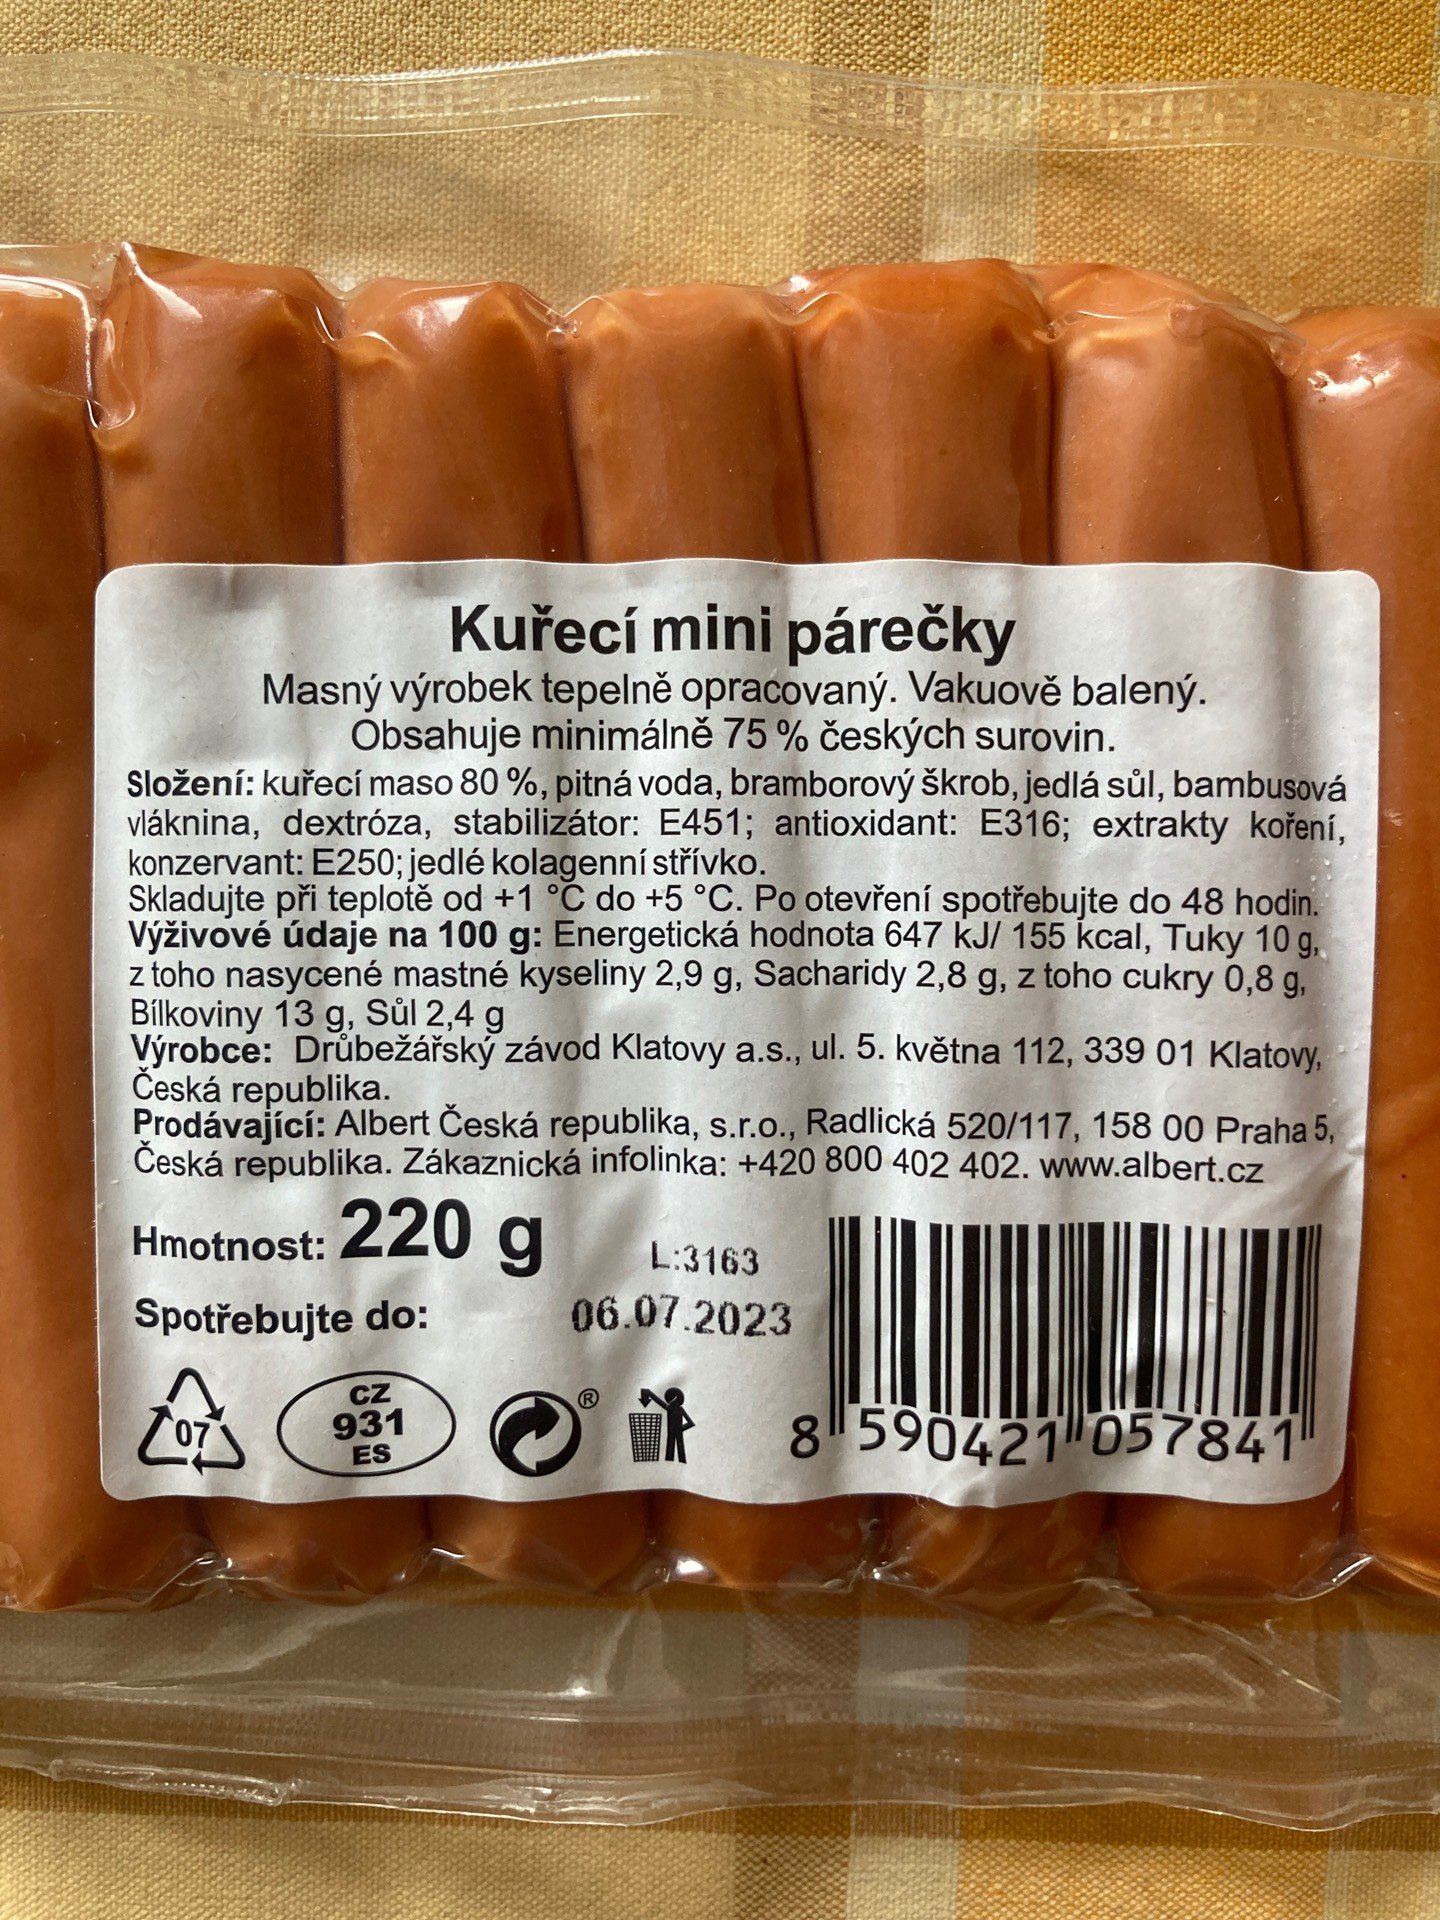 Kuřecí mini párečky
Masný výrobek tepelně opracovaný. Vakuově balený.
Obsahuje minimálně 75 % českých surovin.
Složení: kuřecí maso 80 %, pitná voda, bramborový škrob, jedlá sůl, bambusová
vláknina, dextróza, stabilizátor: E451; antioxidant: E316; extrakty koření,
konzervant: E250; jedlé kolagenní střívko.
Skladujte při teplotě od +1 °C do +5 °C. Po otevření spotřebujte do 48 hodin.
Výživové údaje na 100 g: Energetická hodnota 647 kJ/ 155 kcal, Tuky 10 g,
z toho nasycené mastné kyseliny 2,9 g, Sacharidy 2,8 g, z toho cukry 0,8 g,
Bílkoviny 13 g, Sůl 2,4 g
Výrobce: Drůbežářský závod Klatovy a.s., ul. 5. května 112, 339 01 Klatovy,
Česká republika.
Prodávající: Albert Česká republika, s.r.o., Radlická 520/117, 158 00 Praha 5,
Česká republika. Zákaznická infolinka: +420 800 402 402. www.albert.cz
Hmotnost: 220 g
L:3163
Spotřebujte do: 06.07.2023
07
CZ
931
ES
®
8 590421 057841